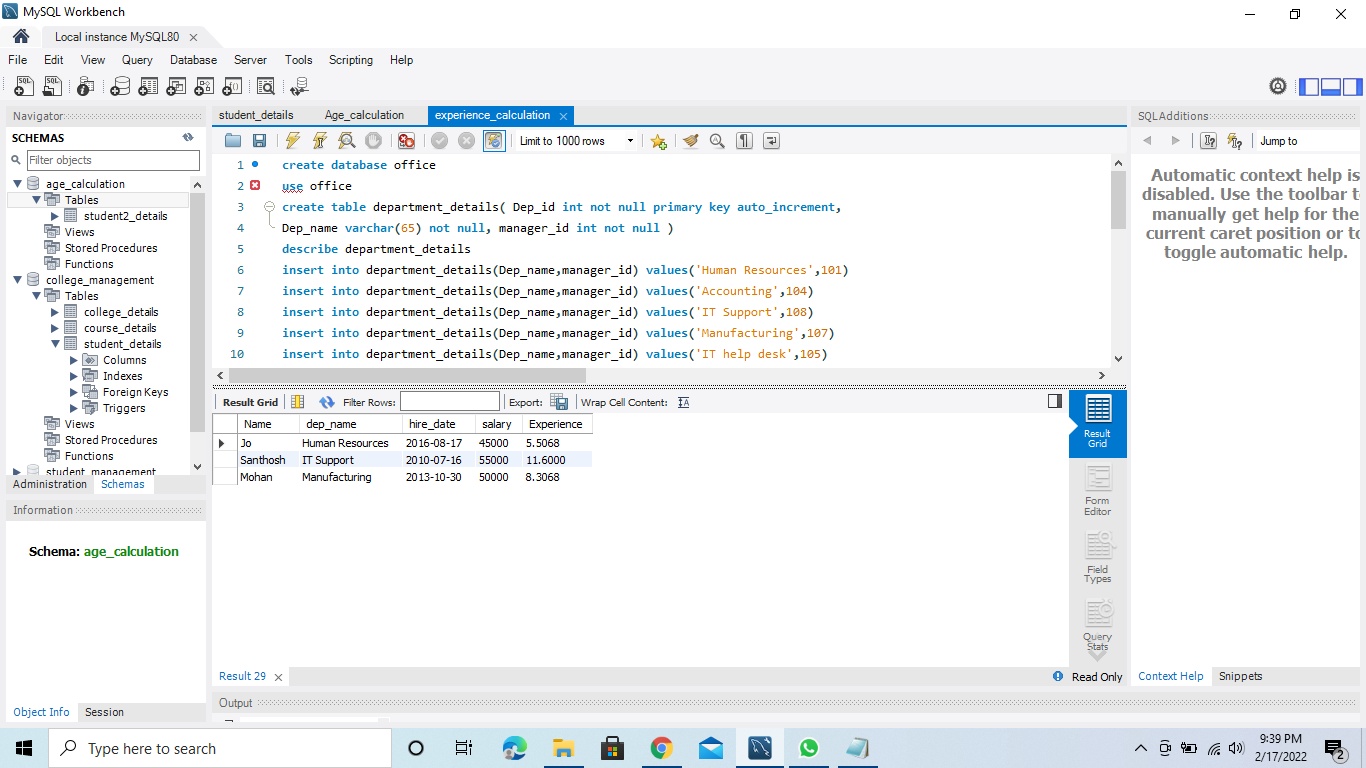 MySQL Workbench
Local instance MySQL80
File Edit View Query Database Server Tools Scripting Help
Navigator
SCHEMAS
Filter objects
age_calculation
Tables
student2_details
Views
Stored Procedures
Functions
college_management
Tables
college_details
course_details
student_details
Columns
Indexes
Foreign Keys
Triggers
Views
Stored Procedures
Functions
student_management
Administration Schemas
Information
Schema: age_calculation
Object Info Session
student_details Age_calculation experience_calculation
Limit to 1000 rows
1 create database office
2 use office
3 create table department_details( Dep_id int not null primary key auto_increment,
4 Dep_name varchar(65) not null, manager_id int not null )
5 describe department_details
6 insert into department_details(Dep_name,manager_id) values('Human Resources',101)
7 insert into department_details(Dep_name,manager_id) values('Accounting',104)
8 insert into department_details(Dep_name,manager_id) values('IT Support',108)
9 insert into department_details(Dep_name,manager_id) values('Manufacturing',107)
10 insert into department_details(Dep_name,manager_id) values('IT help desk',105)
Result Grid Filter Rows: Export: Wrap Cell Content:
Name dep_name hire_date salary Experience
Jo Human Resources 2016-08-17 45000 5.5068
Santhosh IT Support 2010-07-16 55000 11.6000
Mohan Manufacturing 2013-10-30 50000 8.3068
Result
Grid
Form
Editor
Field
Types
Query
Stats
Result 29
Read Only
Output
SQLAdditions
Jump to
Automatic context help is
disabled. Use the toolbar t
manually get help for the
current caret position or to
toggle automatic help.
Context Help Snippets
Type here to search
9:39 PM
2/17/2022
2